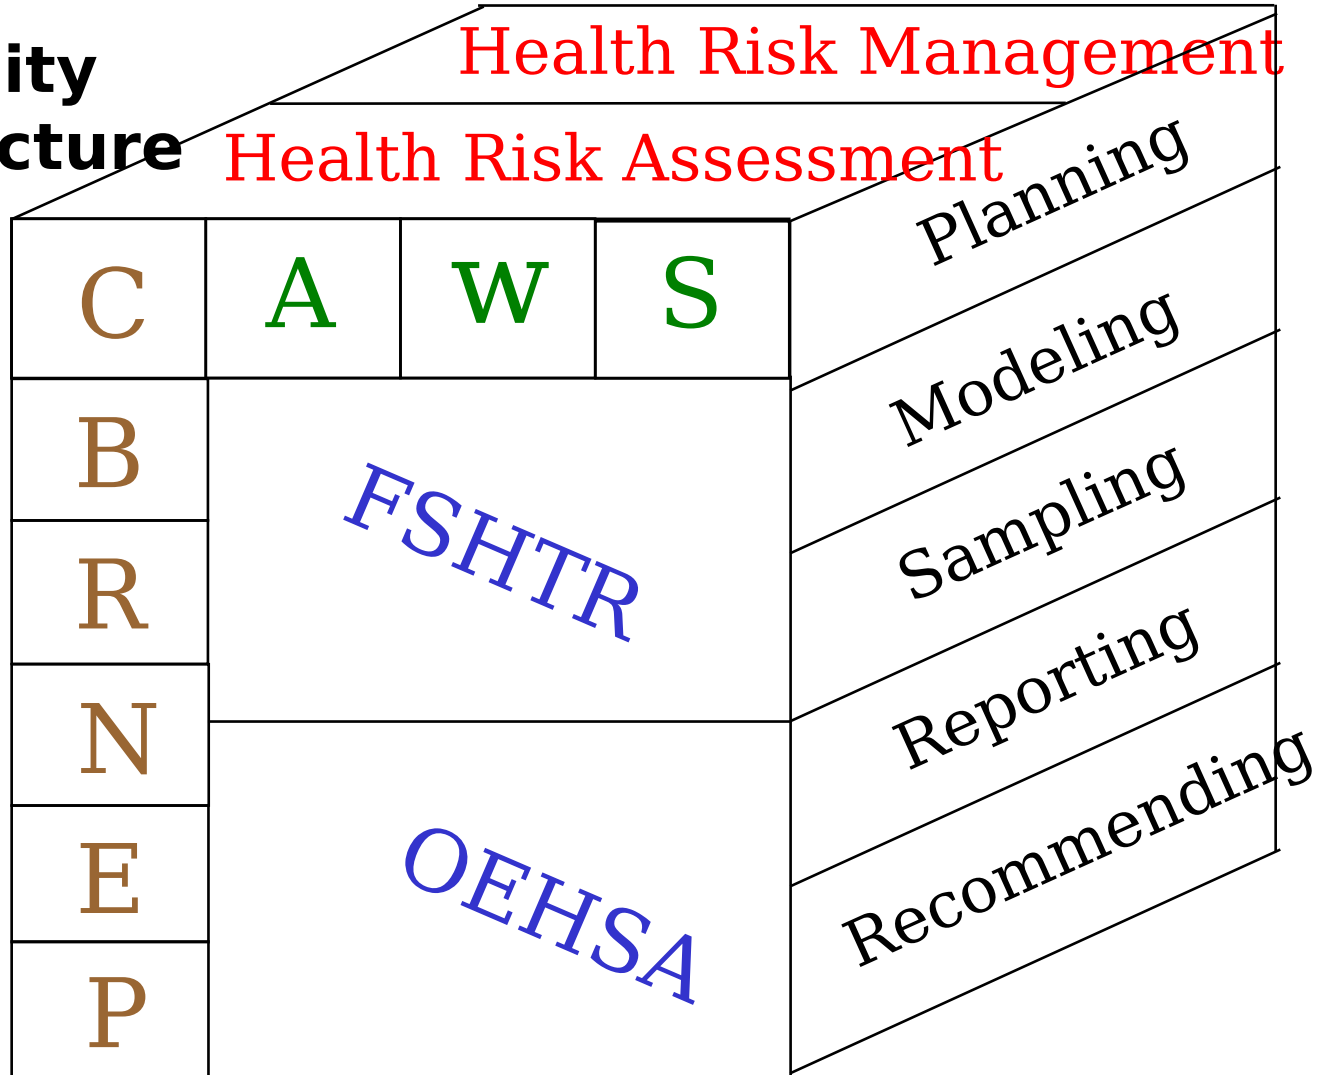 ity
cture
Health Risk Management
Health Risk Assessment
C A W S
B
R
N
E
P
FSHTR
OEHSA
Planning
Modeling
Sampling
Reporting
Recommending